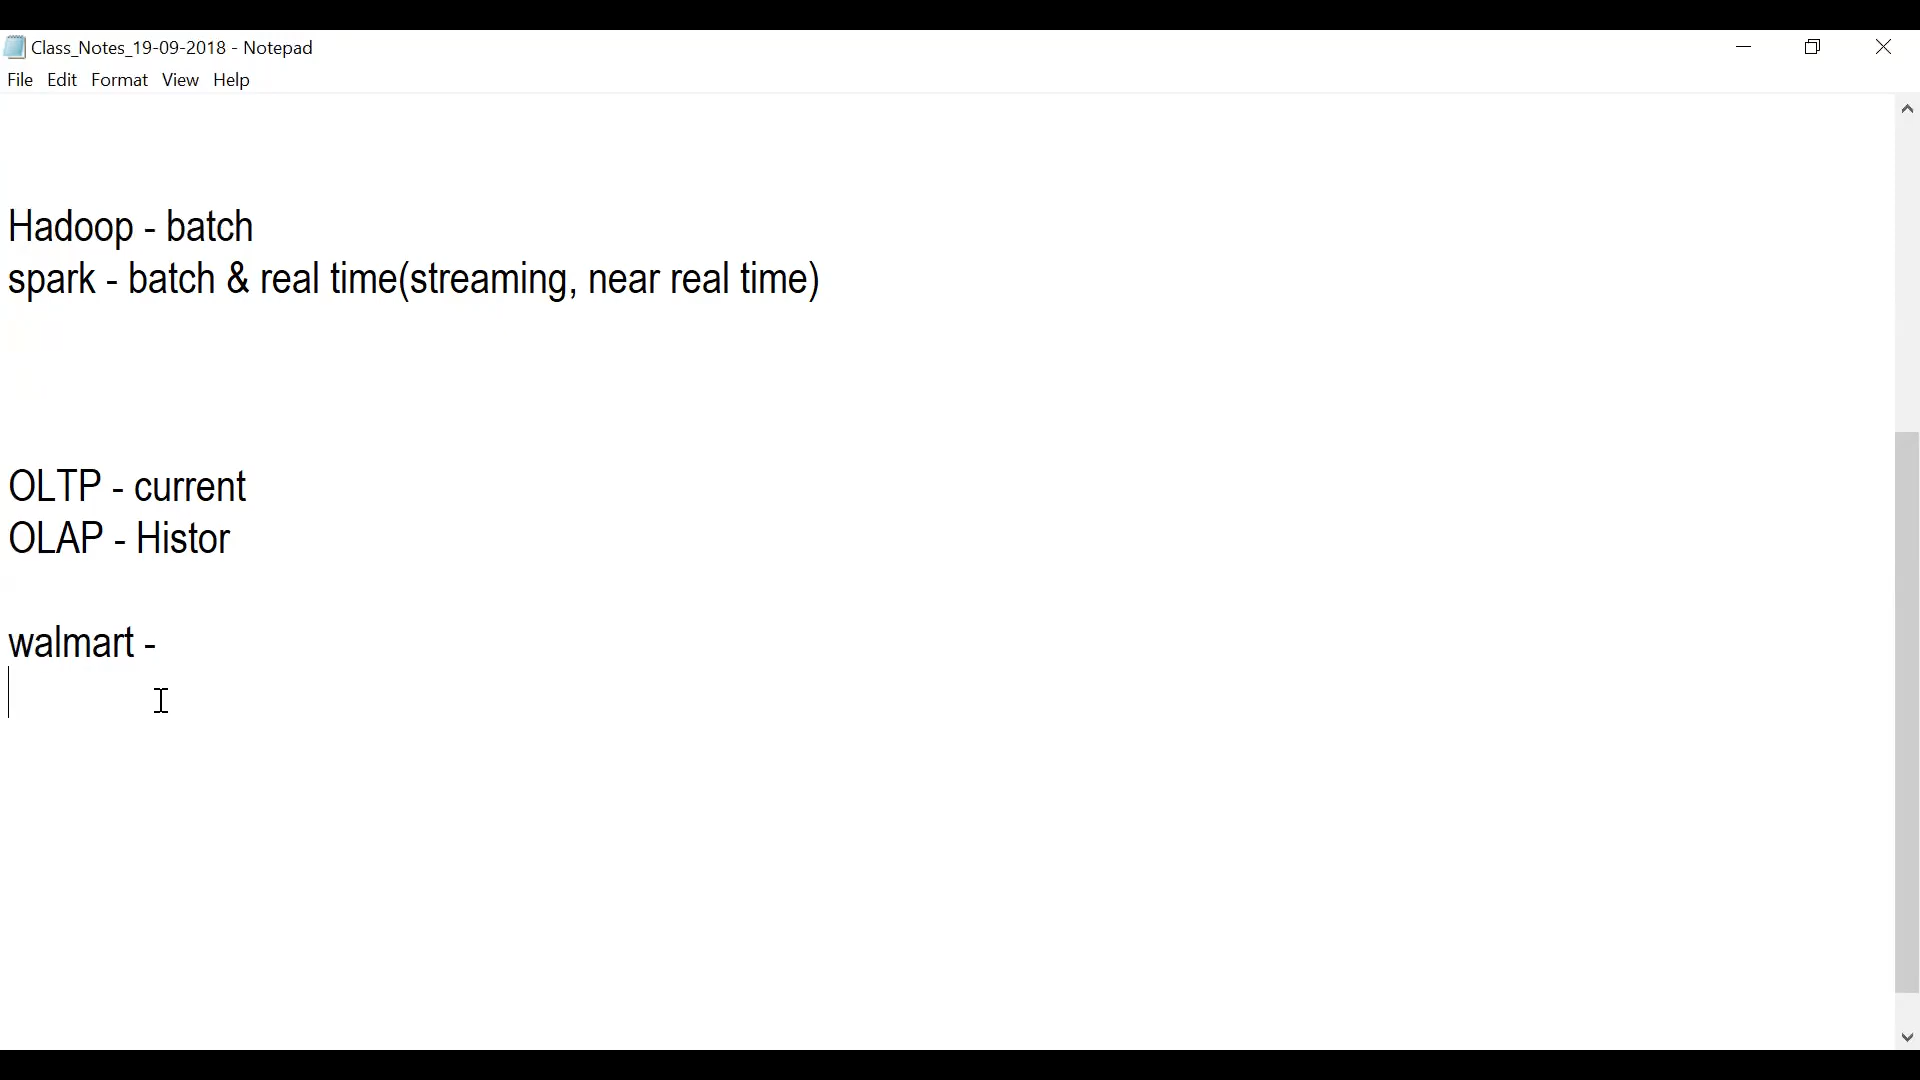 Class_Notes_19-09-2018 - Notepad
File Edit Format View Help
Hadoop - batch
spark - batch & real time(streaming, near real time)
OLTP - current
OLAP - Histor
walmart -